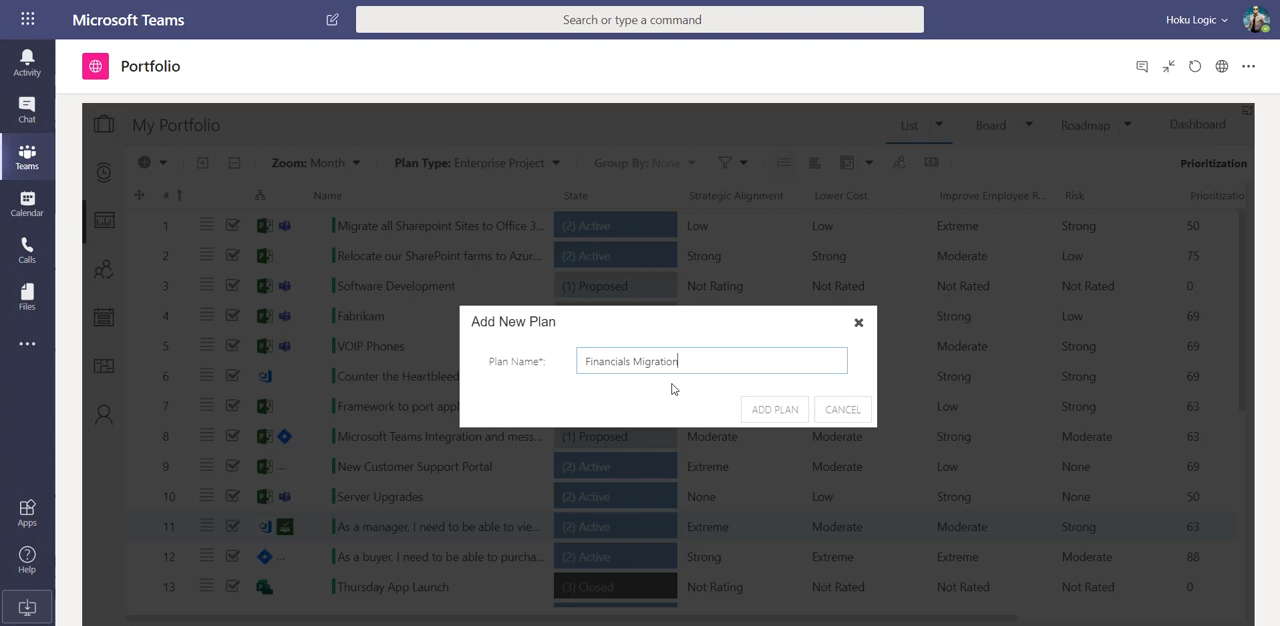 Microsoft Teams
Search or type a command
Hoku Logic
Activity
Chat
Teams
Calendar
Calls
Files
Apps
Help
Portfolio
My Portfolio
List
Board
Roadmap
Dashboard
Zoom: Month
Plan Type: Enterprise Project
Group By: None
Prioritization
# Name State Strategic Alignment Lower Cost Improve Employee R... Risk Prioritizatio
1 Migrate all Sharepoint Sites to Office 3... (2) Active Low Low Extreme Strong 50
2 Relocate our SharePoint farms to Azur... (2) Active Strong Strong Moderate Low 75
3 Software Development (1) Proposed Not Rating Not Rated Not Rated Not Rated 0
4 Fabrikam Strong Low 69
5 VOIP Phones Moderate Strong 69
6 Counter the Heartbleed Strong Strong 69
7 Framework to port appl Low Strong 63
8 Microsoft Teams Integration and mess... (1) Proposed Moderate Moderate Strong Moderate 63
9 New Customer Support Portal (2) Active Extreme Moderate Low None 69
10 Server Upgrades (2) Active None Low Strong None 50
11 As a manager, I need to be able to vie... (2) Active Extreme Moderate Moderate Strong 63
12 As a buyer, I need to be able to purcha... (2) Active Strong Extreme Extreme Moderate 88
13 Thursday App Launch (3) Closed Not Rating Not Rated Not Rated Not Rated 0
Add New Plan
Plan Name*:
Financials Migration
ADD PLAN
CANCEL